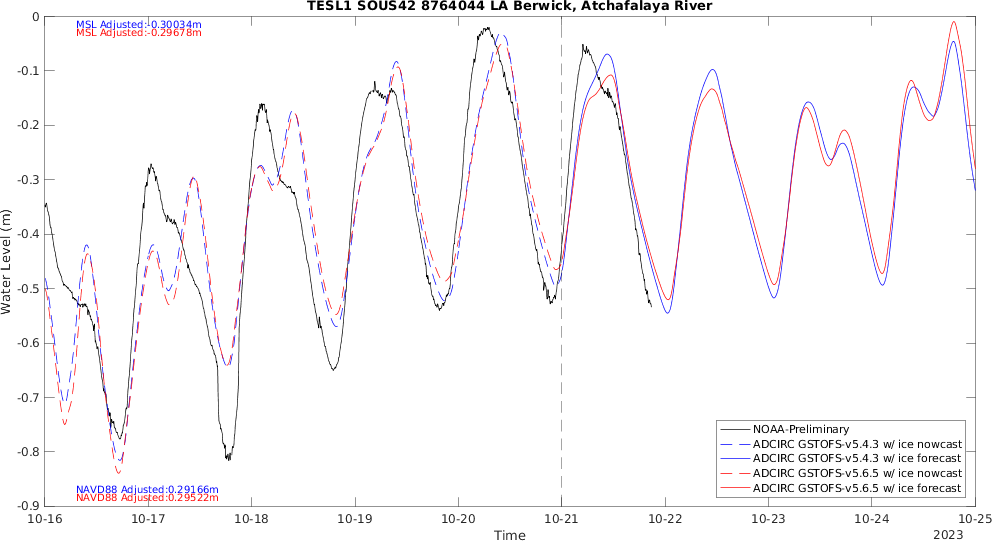 TESL1 SOUS42 8764044 LA Berwick, Atchafalaya River
MSL Adjusted:-0.30034m
MSL Adjusted:-0.29678m
0
-0.1
-0.2
-0.3
-0.4
-0.5
-0.6
-0.7
-0.8
-0.9
Water Level (m)
NOAA-Preliminary
ADCIRC GSTOFS-v5.4.3 w/ ice nowcast
ADCIRC GSTOFS-v5.4.3 w/ ice forecast
ADCIRC GSTOFS-v5.6.5 w/ ice nowcast
ADCIRC GSTOFS-v5.6.5 w/ ice forecast
NAVD88 Adjusted:0.29166m
NAVD88 Adjusted:0.29522m
10-16 10-17 10-18 10-19 10-20 10-21 10-22 10-23 10-24 10-25
Time
2023